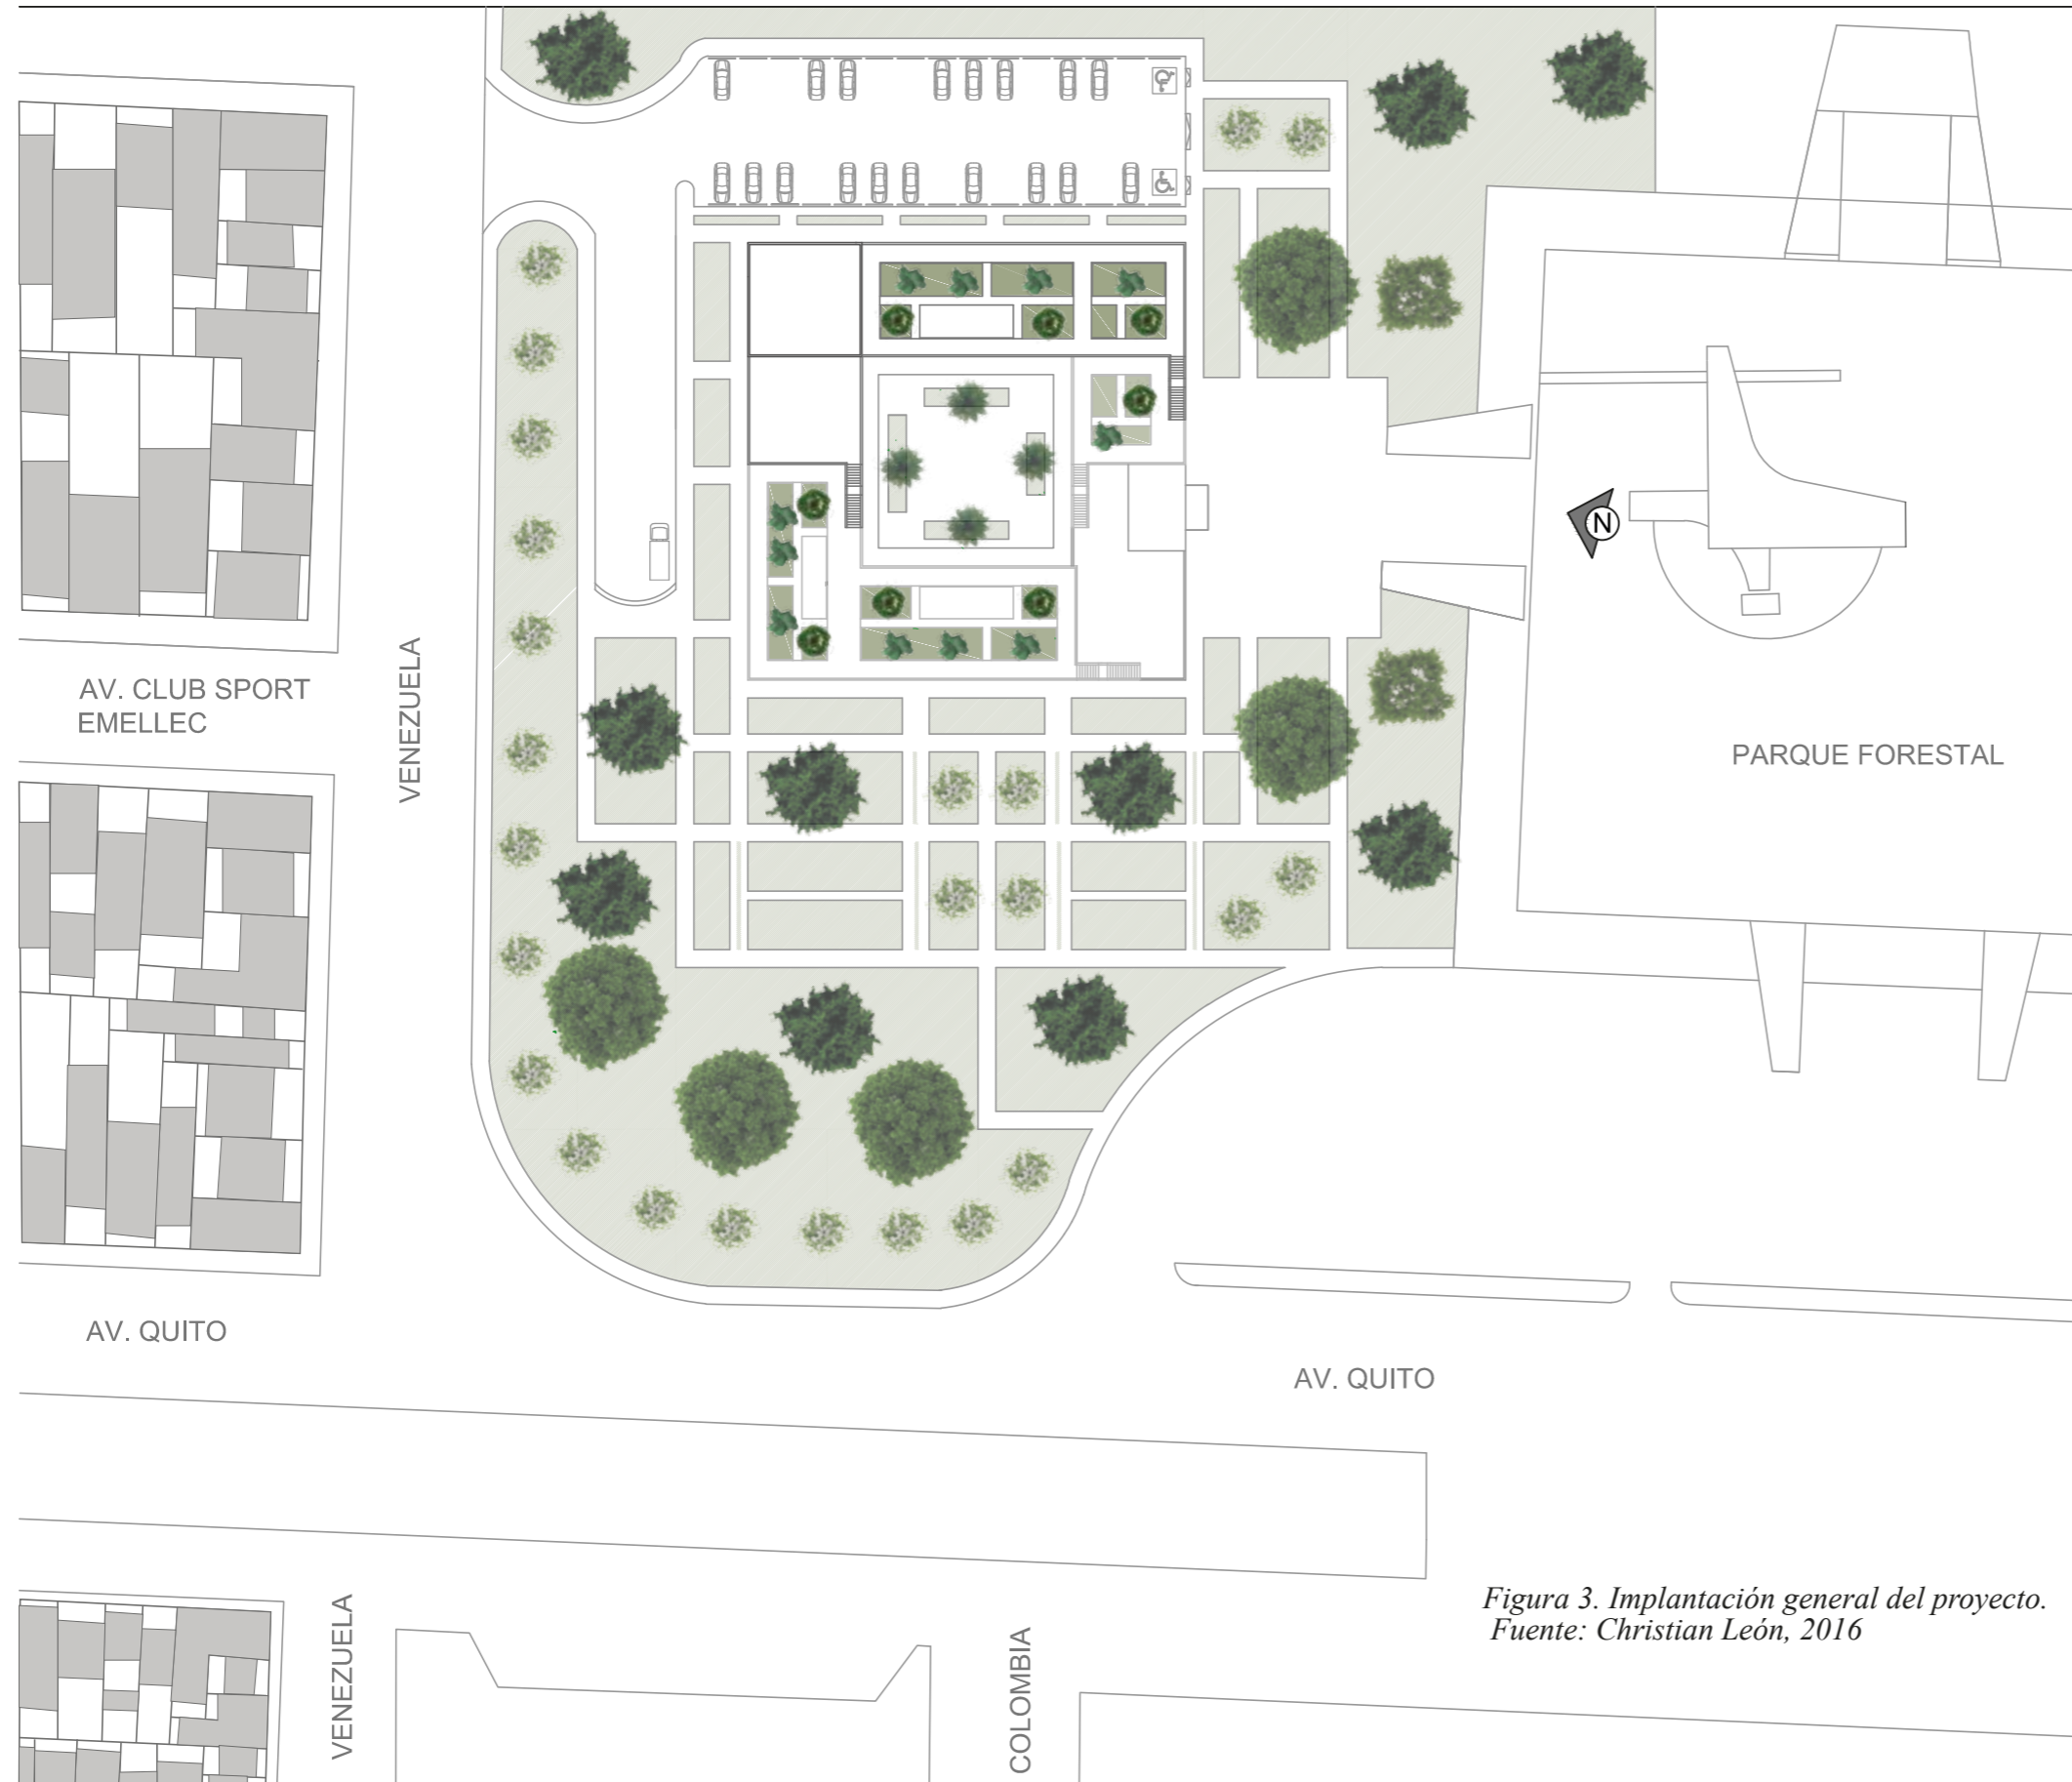 N
AV. CLUB SPORT
EMELLEC
VENEZUELA
PARQUE FORESTAL
AV. QUITO
AV. QUITO
Figura 3. Implantación general del proyecto.
Fuente: Christian León, 2016
VENEZUELA
COLOMBIA